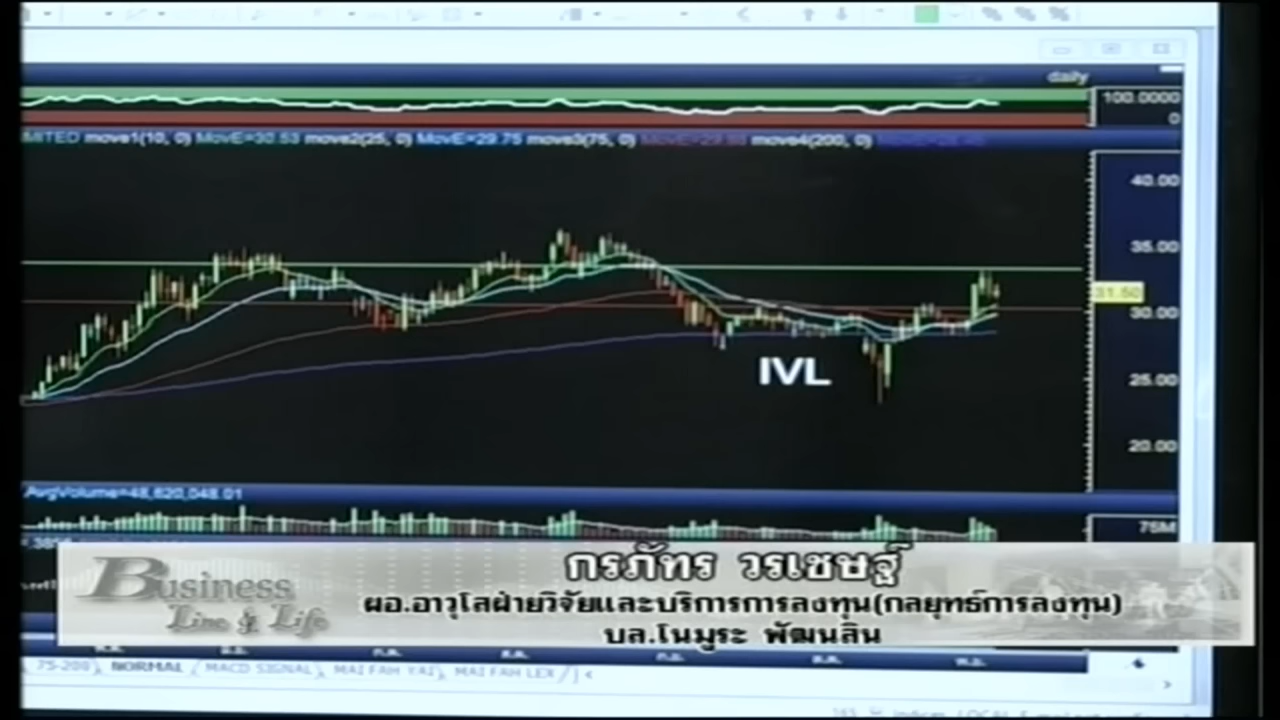 daily
100.0000
0
MITED move1(10, 0) MovE=30.53 move2(25, 0) MovE=29.75 move3(75, 0) move4(200, 0)
40.00
35.00
31.50
30.00
IVL
25.00
20.00
AvgVolume=48,620,048.01
75M
Business
Line & Life
กรภัทร วรเชษฐ์
ผอ.อาวุโสฝ่ายวิจัยและบริการการลงทุน(กลยุทธ์การลงทุน)
บล.โนมูระ พัฒนสิน
75-200 NORMAL MACD SIGNAL MAI FAH YAI MAI FAH LEX